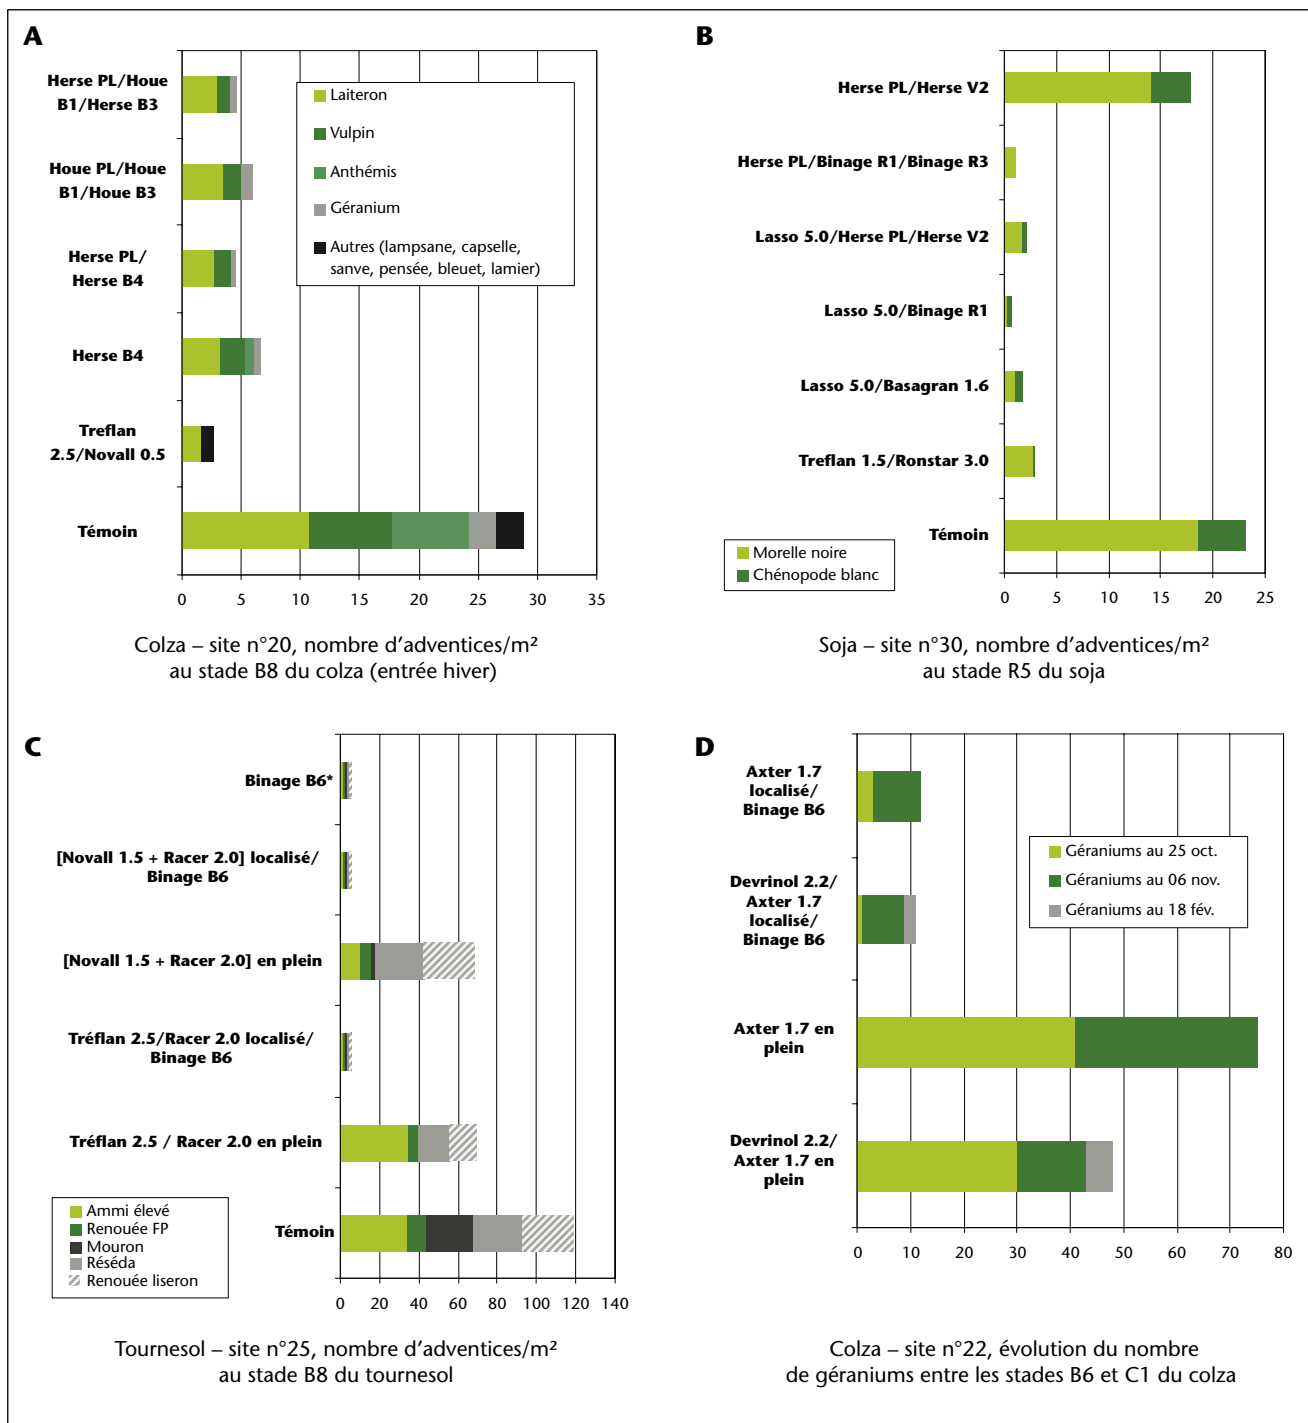 A
Herse PL/Houe
B1/Herse B3
Houe PL/Houe
B1/Houe B3
Herse PL/
Herse B4
Herse B4
Treflan
2.5/Novall 0.5
Témoin
Laiteron
Vulpin
Anthémis
Géranium
Autres (lampsane, capselle,
sanve, pensée, bleuet, lamier)
0 5 10 15 20 25 30 35
Colza – site n°20, nombre d'adventices/m²
au stade B8 du colza (entrée hiver)
B
Herse PL/Herse V2
Herse PL/Binage R1/Binage R3
Lasso 5.0/Herse PL/Herse V2
Lasso 5.0/Binage R1
Lasso 5.0/Basagran 1.6
Treflan 1.5/Ronstar 3.0
Témoin
Morelle noire
Chénopode blanc
0 5 10 15 20 25
Soja – site n°30, nombre d'adventices/m²
au stade R5 du soja
C
Binage B6*
[Novall 1.5 + Racer 2.0] localisé/
Binage B6
[Novall 1.5 + Racer 2.0] en plein
Tréflan 2.5/Racer 2.0 localisé/
Binage B6
Tréflan 2.5 / Racer 2.0 en plein
Témoin
Ammi élevé
Renouée FP
Mouron
Réséda
Renouée liseron
0 20 40 60 80 100 120 140
Tournesol – site n°25, nombre d'adventices/m²
au stade B8 du tournesol
D
Axter 1.7
localisé/
Binage B6
Devrinol 2.2/
Axter 1.7
localisé/
Binage B6
Axter 1.7 en
plein
Devrinol 2.2/
Axter 1.7 en
plein
Géraniums au 25 oct.
Géraniums au 06 nov.
Géraniums au 18 fév.
0 10 20 30 40 50 60 70 80
Colza – site n°22, évolution du nombre
de géraniums entre les stades B6 et C1 du colza